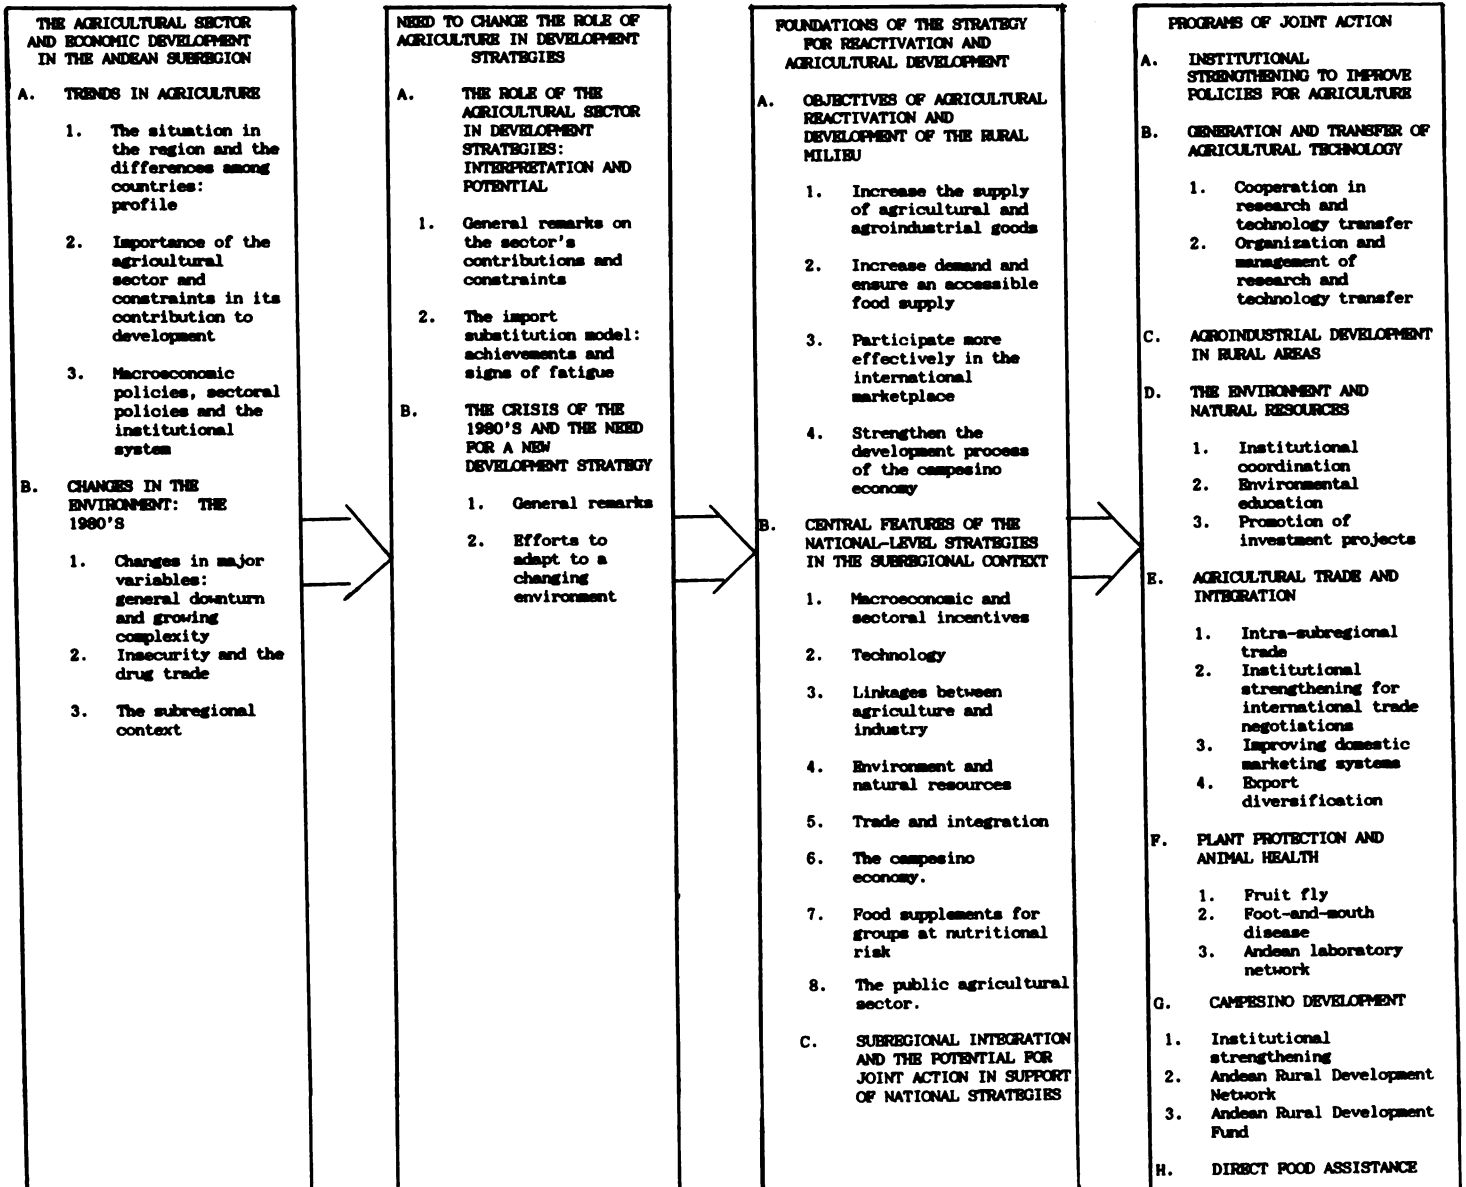 THE AGRICULTURAL SECTOR
AND ECONOMIC DEVELOPMENT
IN THE ANDEAN SUBREGION
A. TRENDS IN AGRICULTURE
1. The situation in
the region and the
differences among
countries:
profile
2. Importance of the
agricultural
sector and
constraints in its
contribution to
development
3. Macroeconomic
policies, sectoral
policies and the
institutional
system
B. CHANGES IN THE
ENVIRONMENT: THE
1980'S
1. Changes in major
variables:
general downturn
and growing
complexity
2. Insecurity and the
drug trade
3. The subregional
context
NEED TO CHANGE THE ROLE OF
AGRICULTURE IN DEVELOPMENT
STRATEGIES
A. THE ROLE OF THE
AGRICULTURAL SECTOR
IN DEVELOPMENT
STRATEGIES:
INTERPRETATION AND
POTENTIAL
1. General remarks on
the sector's
contributions and
constraints
2. The import
substitution model:
achievements and
signs of fatigue
B. THE CRISIS OF THE
1980'S AND THE NEED
FOR A NEW
DEVELOPMENT STRATEGY
1. General remarks
2. Efforts to
adapt to a
changing
environment
FOUNDATIONS OF THE STRATEGY
FOR REACTIVATION AND
AGRICULTURAL DEVELOPMENT
A. OBJECTIVES OF AGRICULTURAL
REACTIVATION AND
DEVELOPMENT OF THE RURAL
MILIEU
1. Increase the supply
of agricultural and
agroindustrial goods
2. Increase demand and
ensure an accessible
food supply
3. Participate more
effectively in the
international
marketplace
4. Strengthen the
development process
of the campesino
economy
B. CENTRAL FEATURES OF THE
NATIONAL-LEVEL STRATEGIES
IN THE SUBREGIONAL CONTEXT
1. Macroeconomic and
sectoral incentives
2. Technology
3. Linkages between
agriculture and
industry
4. Environment and
natural resources
5. Trade and integration
6. The campesino
economy.
7. Food supplements for
groups at nutritional
risk
8. The public agricultural
sector.
C. SUBREGIONAL INTEGRATION
AND THE POTENTIAL FOR
JOINT ACTION IN SUPPORT
OF NATIONAL STRATEGIES
PROGRAMS OF JOINT ACTION
A. INSTITUTIONAL
STRENGTHENING TO IMPROVE
POLICIES FOR AGRICULTURE
B. GENERATION AND TRANSFER OF
AGRICULTURAL TECHNOLOGY
1. Cooperation in
research and
technology transfer
2. Organization and
management of
research and
technology transfer
C. AGROINDUSTRIAL DEVELOPMENT
IN RURAL AREAS
D. THE ENVIRONMENT AND
NATURAL RESOURCES
1. Institutional
coordination
2. Environmental
education
3. Promotion of
investment projects
E. AGRICULTURAL TRADE AND
INTEGRATION
1. Intra-subregional
trade
2. Institutional
strengthening for
international trade
negotiations
3. Improving domestic
marketing systems
4. Export
diversification
F. PLANT PROTECTION AND
ANIMAL HEALTH
1. Fruit fly
2. Foot-and-mouth
disease
3. Andean laboratory
network
G. CAMPESINO DEVELOPMENT
1. Institutional
strengthening
2. Andean Rural Development
Network
3. Andean Rural Development
Fund
H. DIRECT FOOD ASSISTANCE